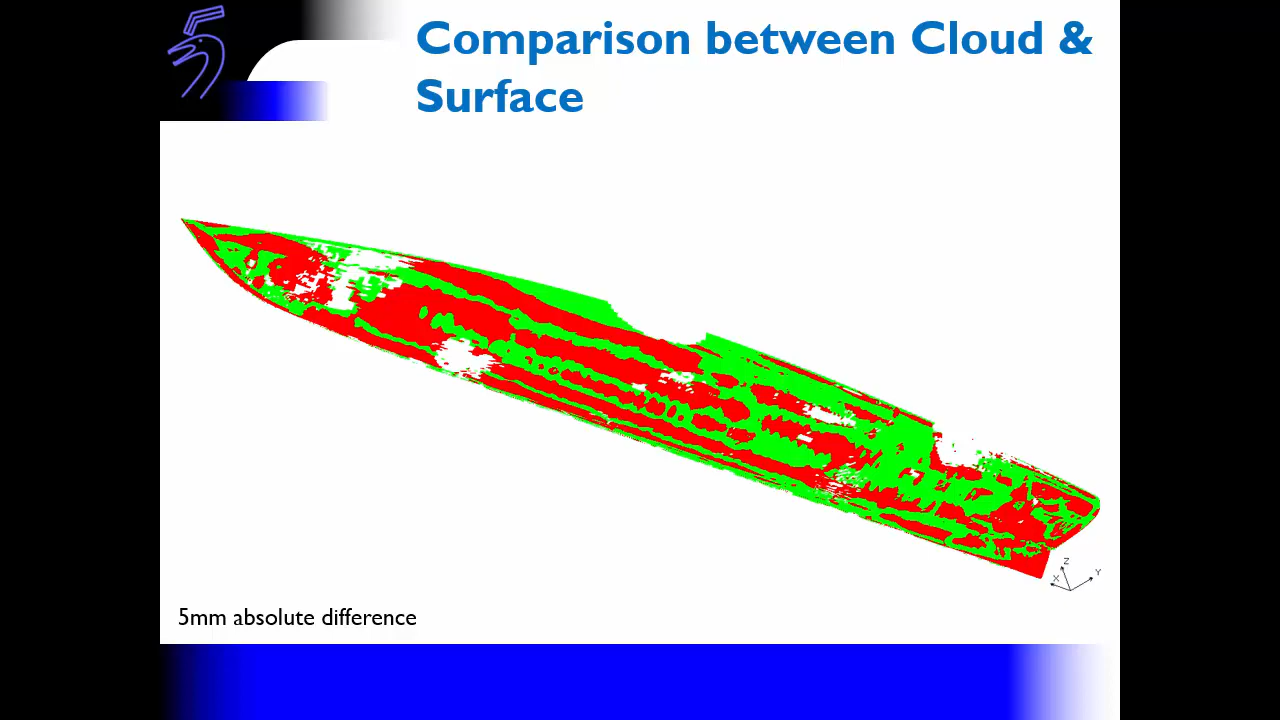 Comparison between Cloud &
Surface
Z
X
Y
5mm absolute difference